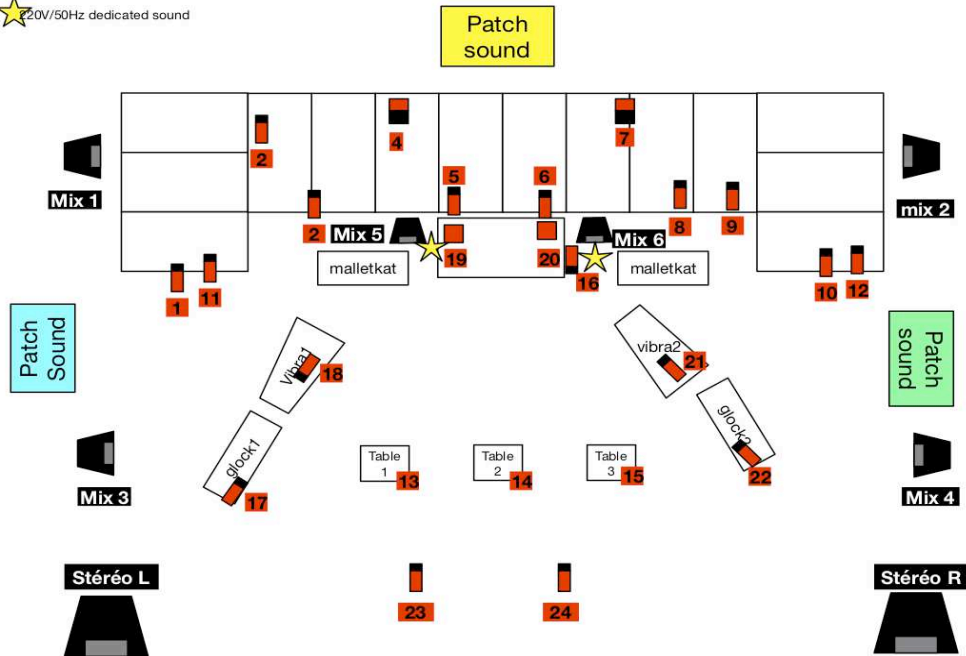 220V/50Hz dedicated sound
Patch
sound
2
4
7
Mix 1
mix 2
5
6
2
Mix 5
19
20
Mix 6
8
9
malletkat
16
malletkat
1
11
10
12
Patch
Sound
Patch
sound
Vibra1
18
vibra2
21
glock1
17
glock2
22
Table
1
13
Table
2
14
Table
3
15
Mix 3
Mix 4
Stéréo L
Stéréo R
23
24